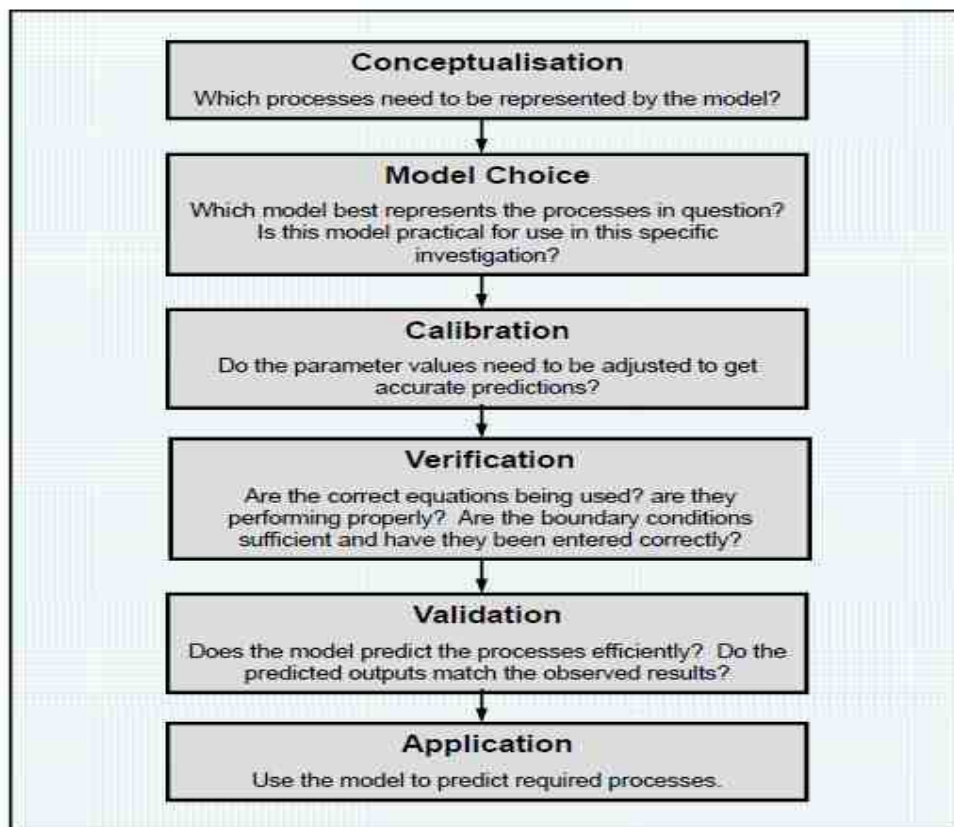 Conceptualisation
Which processes need to be represented by the model?
Model Choice
Which model best represents the processes in question?
Is this model practical for use in this specific
investigation?
Calibration
Do the parameter values need to be adjusted to get
accurate predictions?
Verification
Are the correct equations being used? are they
performing properly? Are the boundary conditions
sufficient and have they been entered correctly?
Validation
Does the model predict the processes efficiently? Do the
predicted outputs match the observed results?
Application
Use the model to predict required processes.